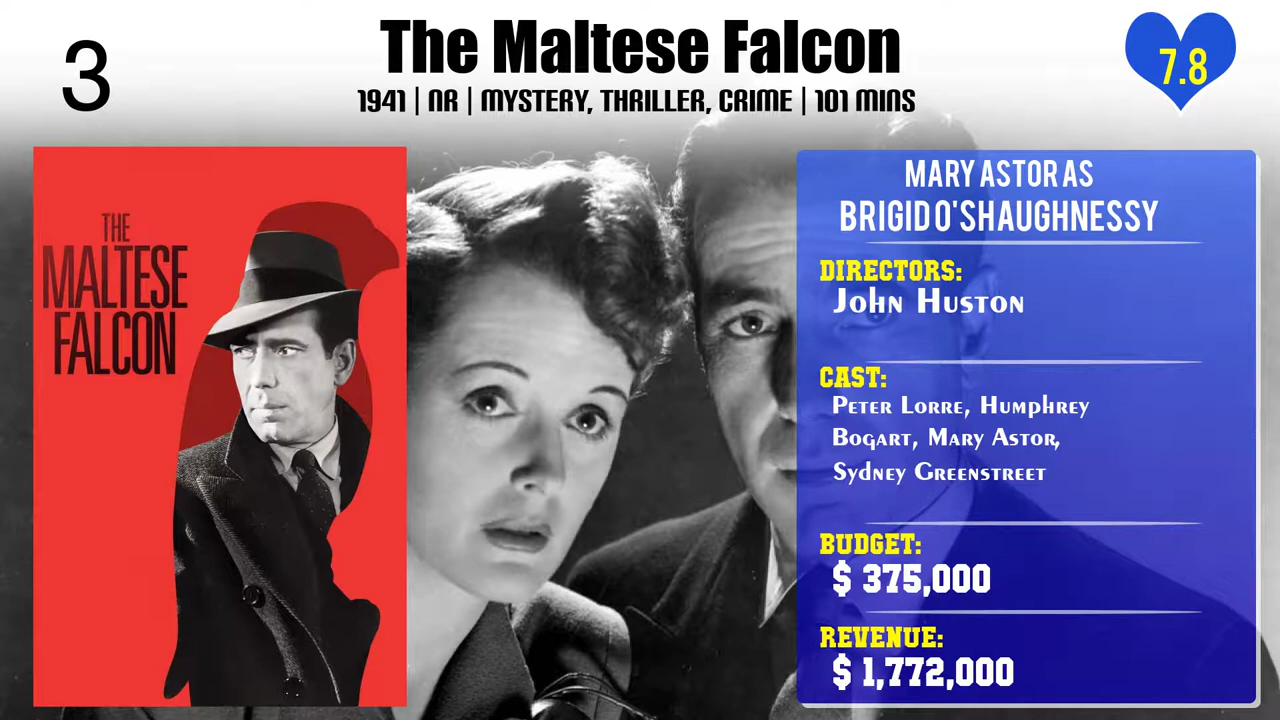 3
The Maltese Falcon
1941 | NR | MYSTERY, THRILLER, CRIME | 101 MINS
7.8
THE
MALTESE
FALCON
MARY ASTOR AS
BRIGID O'SHAUGHNESSY
DIRECTORS:
John Huston
CAST:
Peter Lorre, Humphrey
Bogart, Mary Astor,
Sydney Greenstreet
BUDGET:
$ 375,000
REVENUE:
$ 1,772,000